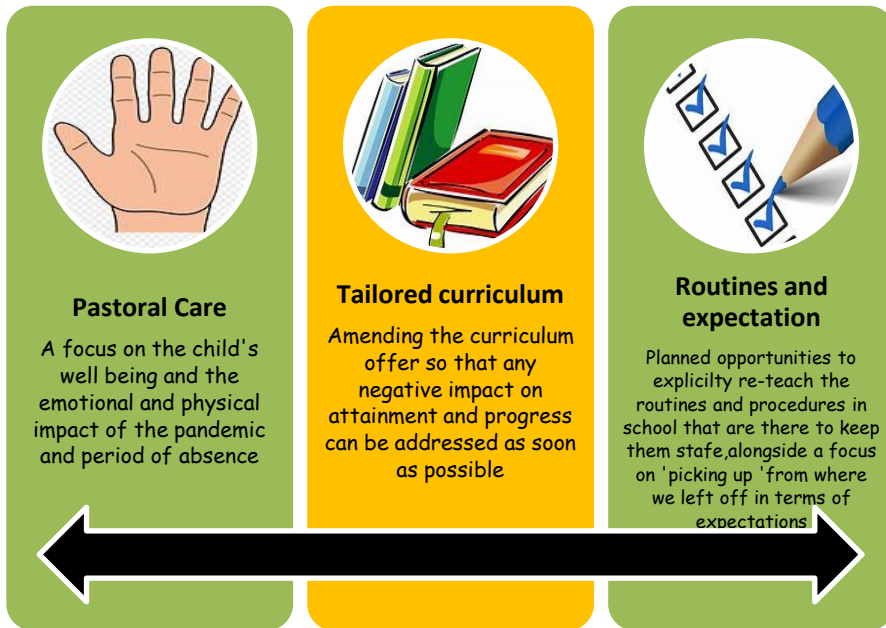 Pastoral Care
A focus on the child's
well being and the
emotional and physical
impact of the pandemic
and period of absence
Tailored curriculum
Amending the curriculum
offer so that any
negative impact on
attainment and progress
can be addressed as soon
as possible
Routines and
expectation
Planned opportunities to
explicilty re-teach the
routines and procedures in
school that are there to keep
them stafe,alongside a focus
on 'picking up 'from where
we left off in terms of
expectations